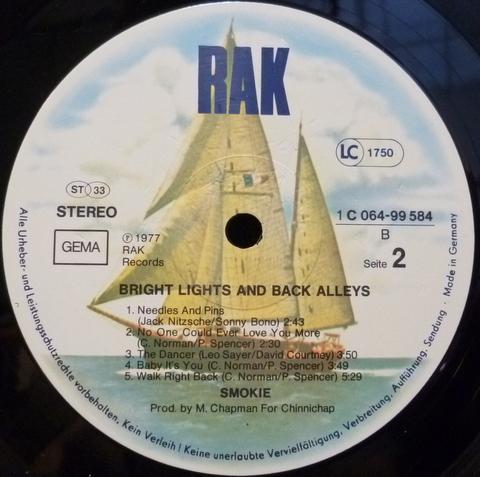 RAK
LC 1750
ST 33
STEREO
GEMA
℗ 1977
RAK
Records
1 C 064-99 584
B
Seite 2
BRIGHT LIGHTS AND BACK ALLEYS
1. Needles And Pins
(Jack Nitzsche/Sonny Bono) 2:43
2. No One Could Ever Love You More
(C. Norman/P. Spencer) 2:30
3. The Dancer (Leo Sayer/David Courtney) 3:50
4. Baby It's You (C. Norman/P. Spencer) 3:49
5. Walk Right Back (C. Norman/P. Spencer) 5:29
SMOKIE
Prod. by M. Chapman For Chinnichap
Alle Urheber- und Leistungsschutzrechte vorbehalten. Kein Verleih! Keine unerlaubte Vervielfältigung, Verbreitung, Aufführung, Sendung · Made in Germany